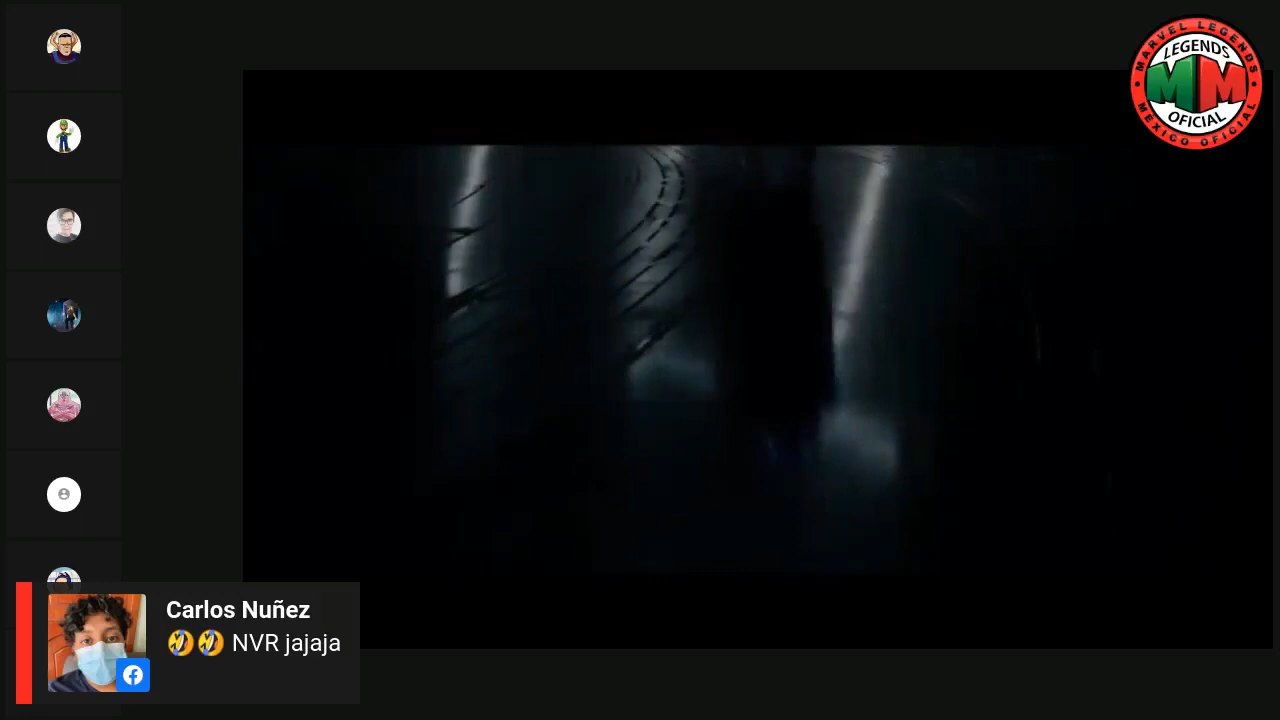 MARVEL LEGENDS
LEGENDS
MM
OFICIAL
MEXICO OFICIAL
Carlos Nuñez
🤣🤣 NVR jajaja